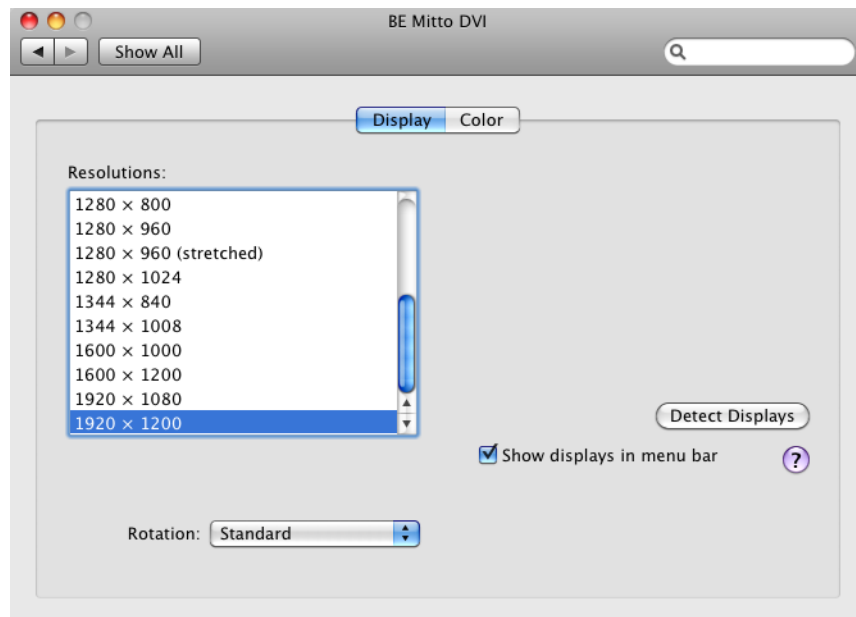 BE Mitto DVI
Show All
Display Color
Resolutions:
1280 × 800
1280 × 960
1280 × 960 (stretched)
1280 × 1024
1344 × 840
1344 × 1008
1600 × 1000
1600 × 1200
1920 × 1080
1920 × 1200
Detect Displays
Show displays in menu bar ?
Rotation: Standard